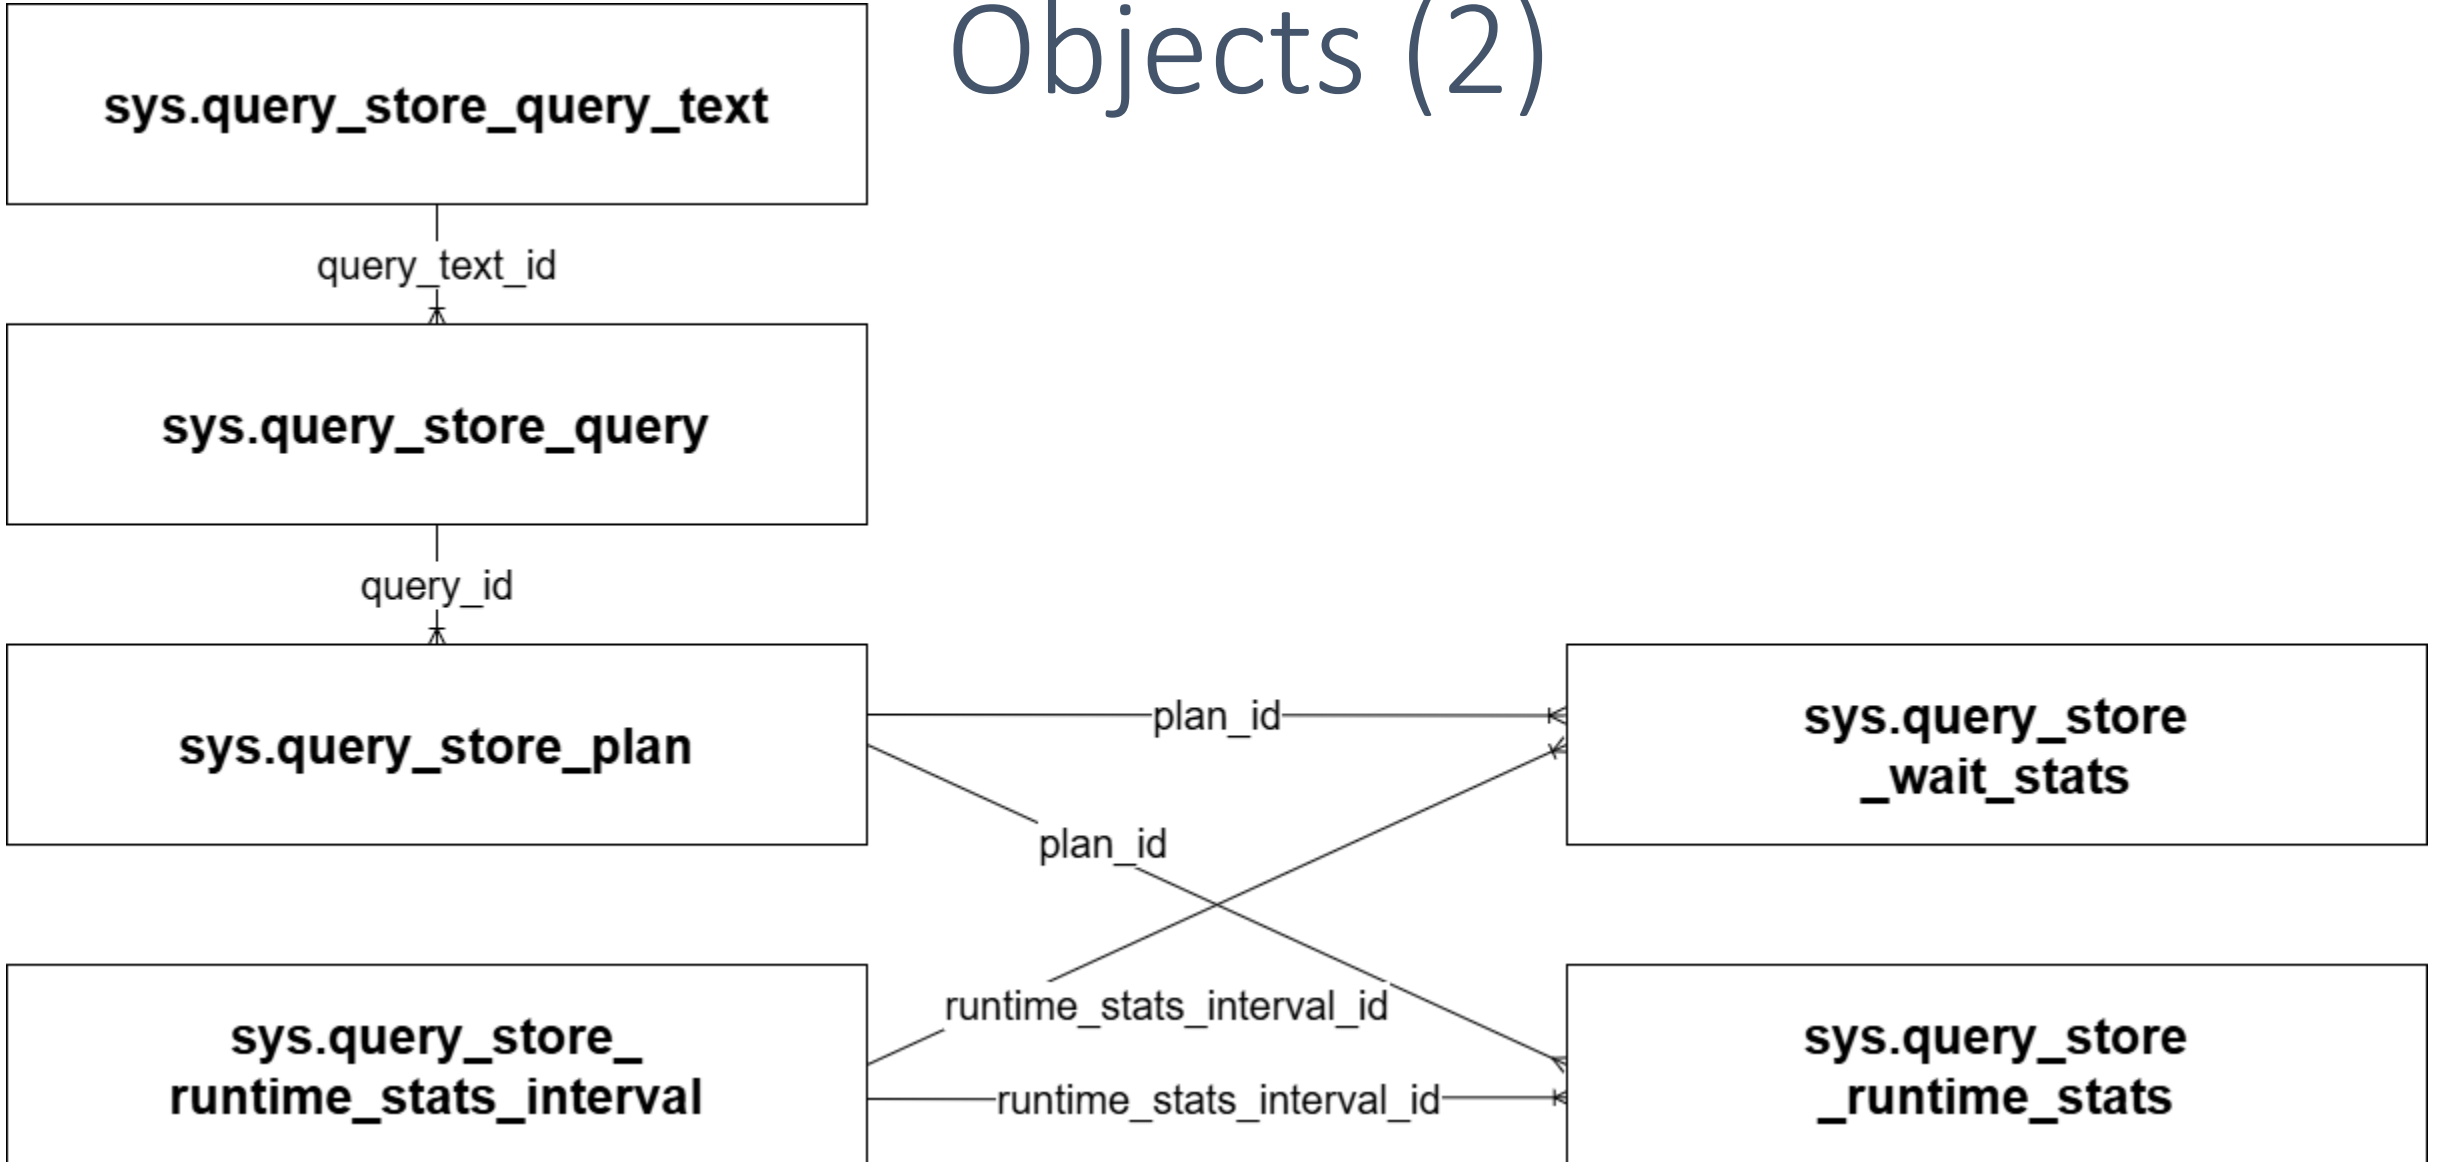 Objects (2)
sys.query_store_query_text
query_text_id
sys.query_store_query
query_id
sys.query_store_plan
plan_id
sys.query_store
_wait_stats
plan_id
runtime_stats_interval_id
sys.query_store_
runtime_stats_interval
runtime_stats_interval_id
sys.query_store
_runtime_stats